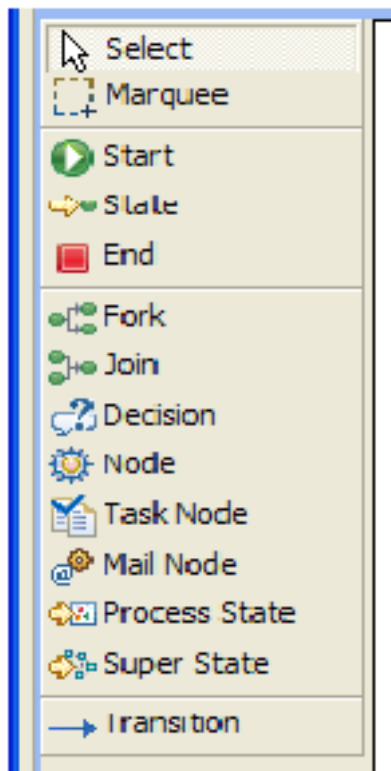 Select
Marquee
Start
State
End
Fork
Join
Decision
Node
Task Node
Mail Node
Process State
Super State
Transition